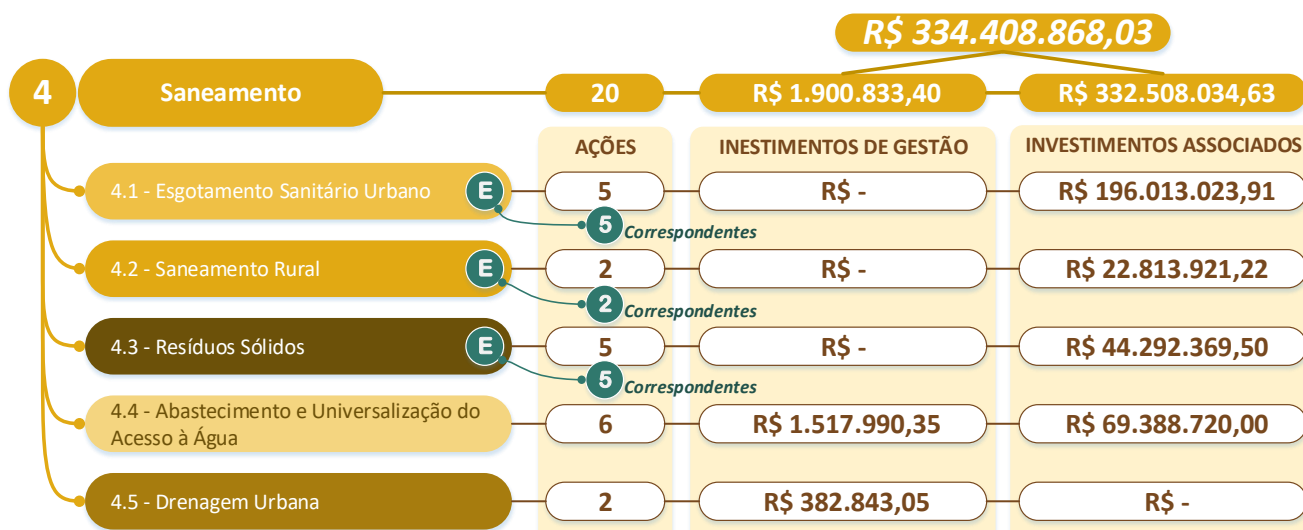 R$ 334.408.868,03
4 Saneamento 20 R$ 1.900.833,40 R$ 332.508.034,63
AÇÕES INESTIMENTOS DE GESTÃO INVESTIMENTOS ASSOCIADOS
4.1 - Esgotamento Sanitário Urbano E 5 R$ - R$ 196.013.023,91
5 Correspondentes
4.2 - Saneamento Rural E 2 R$ - R$ 22.813.921,22
2 Correspondentes
4.3 - Resíduos Sólidos E 5 R$ - R$ 44.292.369,50
5 Correspondentes
4.4 - Abastecimento e Universalização do
Acesso à Água 6 R$ 1.517.990,35 R$ 69.388.720,00
4.5 - Drenagem Urbana 2 R$ 382.843,05 R$ -